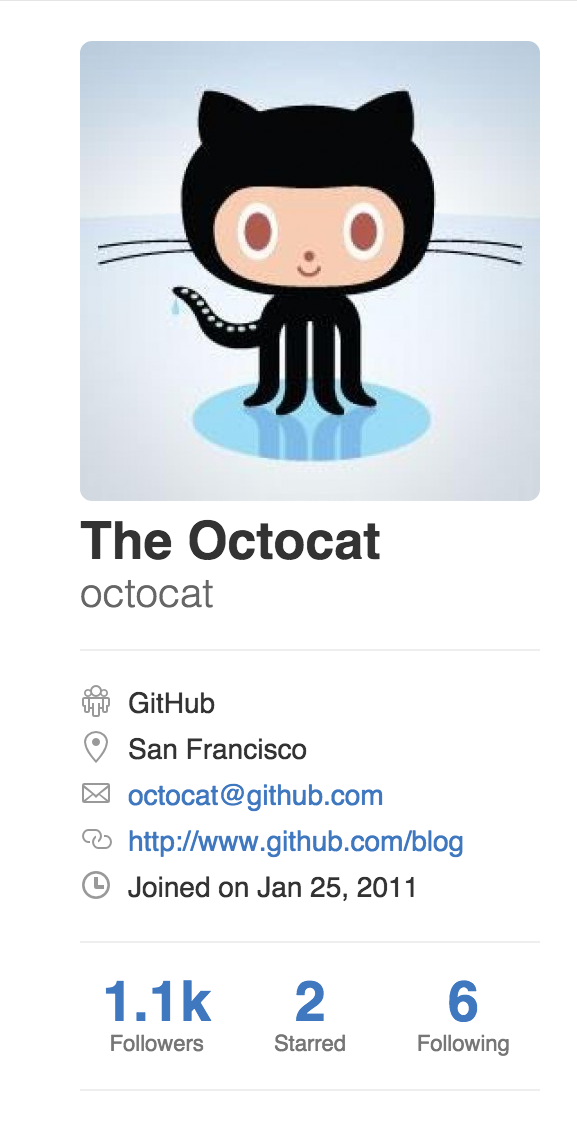 The Octocat
octocat
GitHub
San Francisco
octocat@github.com
http://www.github.com/blog
Joined on Jan 25, 2011
1.1k 2 6
Followers Starred Following